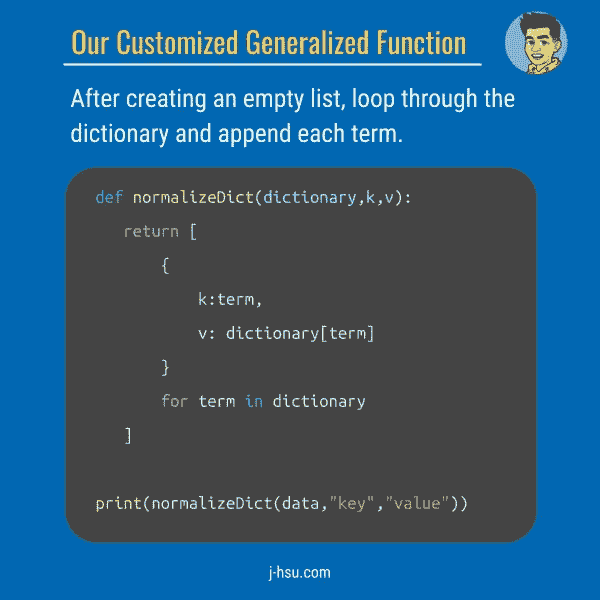 Our Customized Generalized Function
After creating an empty list, loop through the
dictionary and append each term.
def normalizeDict(dictionary,k,v):
return [
{
k:term,
v: dictionary[term]
}
for term in dictionary
]
print(normalizeDict(data,"key","value"))
j-hsu.com